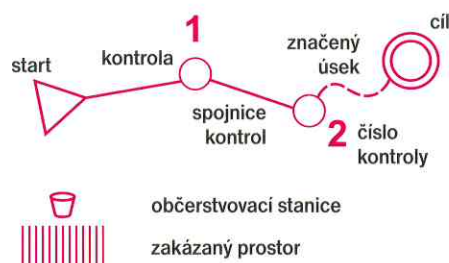 start
kontrola
1
spojnice
kontrol
značený
úsek
cíl
2
číslo
kontroly
občerstvovací stanice
zakázaný prostor